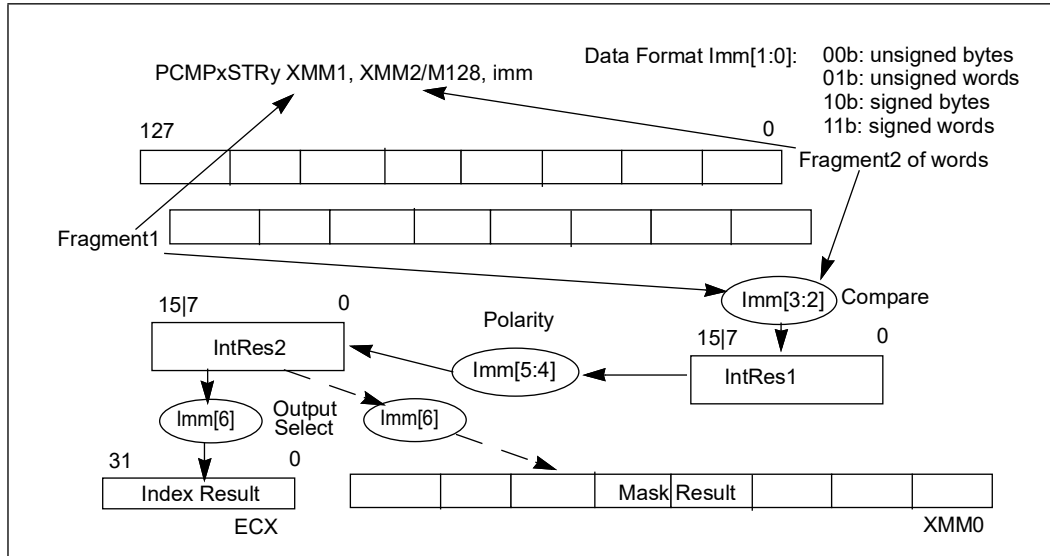 Data Format Imm[1:0]: 00b: unsigned bytes
PCMPxSTRy XMM1, XMM2/M128, imm
01b: unsigned words
10b: signed bytes
11b: signed words
127 0
Fragment2 of words
Fragment1
Imm[3:2] Compare
15|7 0
Polarity
15|7 0
IntRes2
Imm[5:4]
IntRes1
Imm[6]
Output
Select
Imm[6]
31 0
Index Result
Mask Result
ECX
XMM0